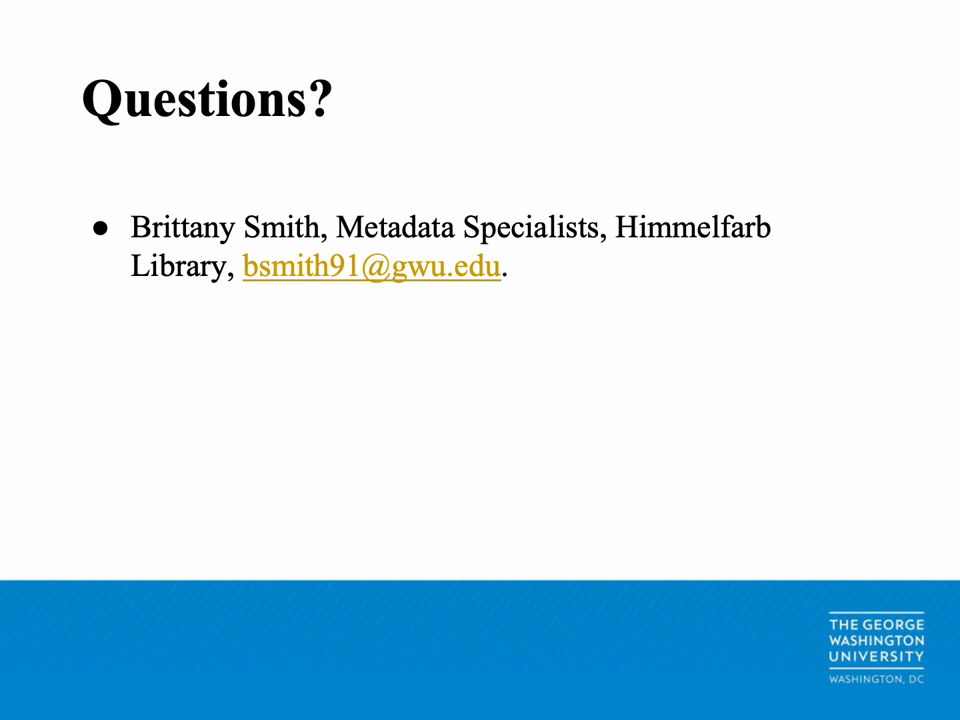 Questions?
● Brittany Smith, Metadata Specialists, Himmelfarb
Library, bsmith91@gwu.edu.
THE GEORGE
WASHINGTON
UNIVERSITY
WASHINGTON, DC